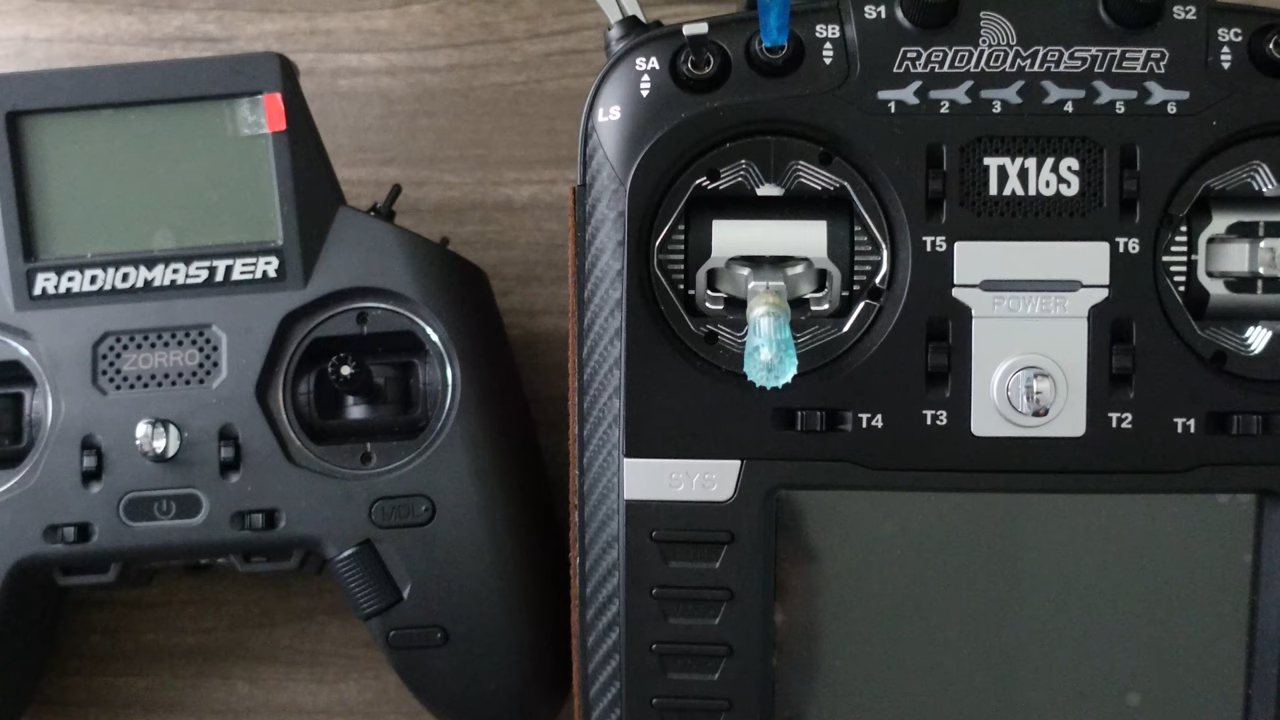 RADIOMASTER
ZORRO
MDL
S1
S2
SA
SB
SC
LS
RADIOMASTER
1 2 3 4 5 6
TX16S
T5
T6
POWER
T3
T2
T4
T1
SYS